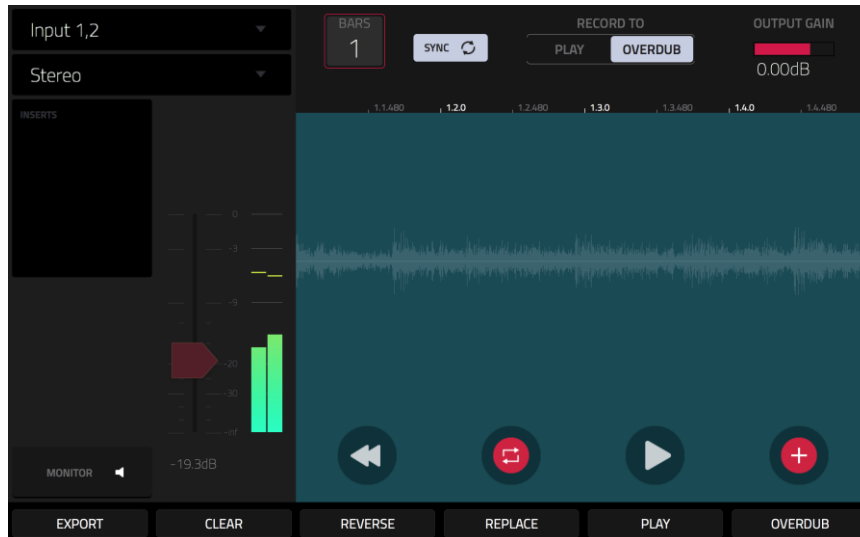 Input 1,2
Stereo
INSERTS
0
-3
-9
-20
-30
-inf
MONITOR
-19.3dB
BARS
1
SYNC
RECORD TO
PLAY
OVERDUB
OUTPUT GAIN
0.00dB
1.1.480 1.2.0 1.2.480 1.3.0 1.3.480 1.4.0 1.4.480
EXPORT CLEAR REVERSE REPLACE PLAY OVERDUB